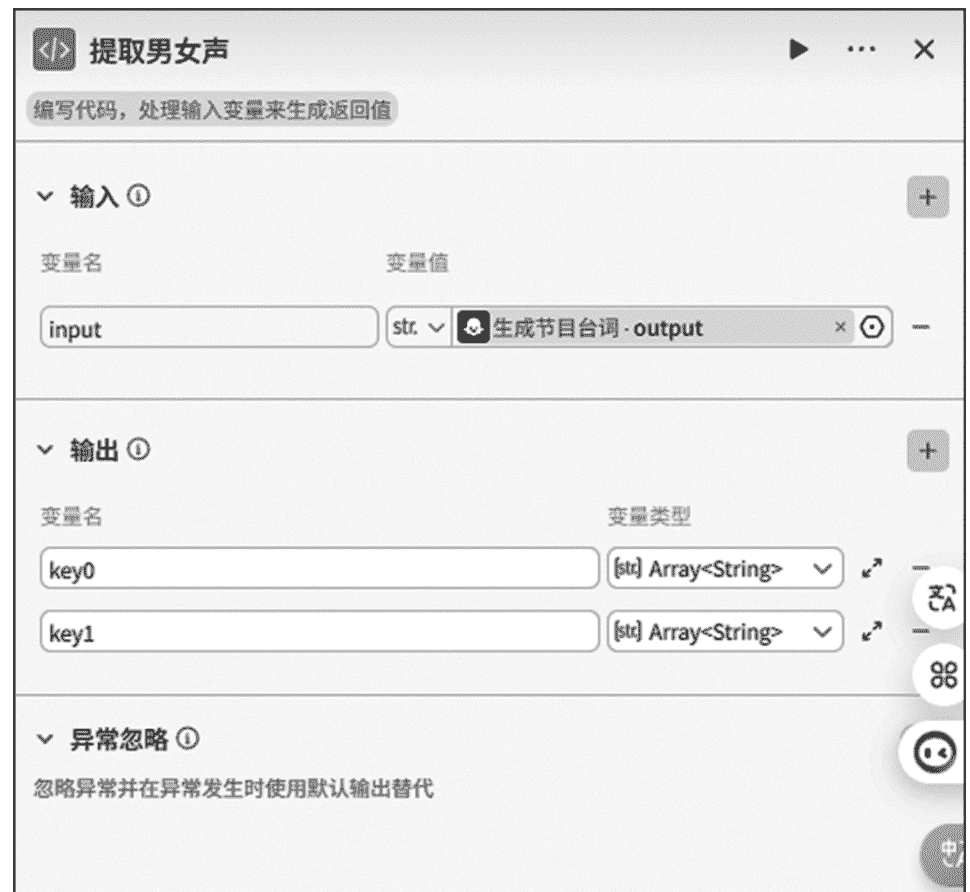 </> 提取男女声
编写代码，处理输入变量来生成返回值
输入
变量名 变量值
input str. 生成节目台词 · output
输出
变量名 变量类型
key0 [str.] Array<String>
key1 [str.] Array<String>
异常忽略
忽略异常并在异常发生时使用默认输出替代